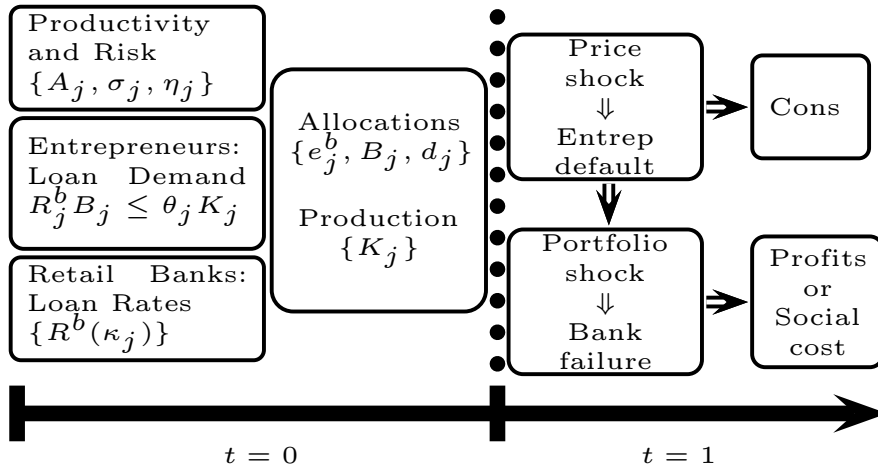 Productivity
and Risk
{A_j, σ_j, η_j}
Entrepreneurs:
Loan Demand
R_j^b B_j ≤ θ_j K_j
Retail Banks:
Loan Rates
{R^b(κ_j)}
Allocations
{e_j^b, B_j, d_j}
Production
{K_j}
Price
shock
⇓
Entrep
default
Cons
Portfolio
shock
⇓
Bank
failure
Profits
or
Social
cost
t = 0
t = 1